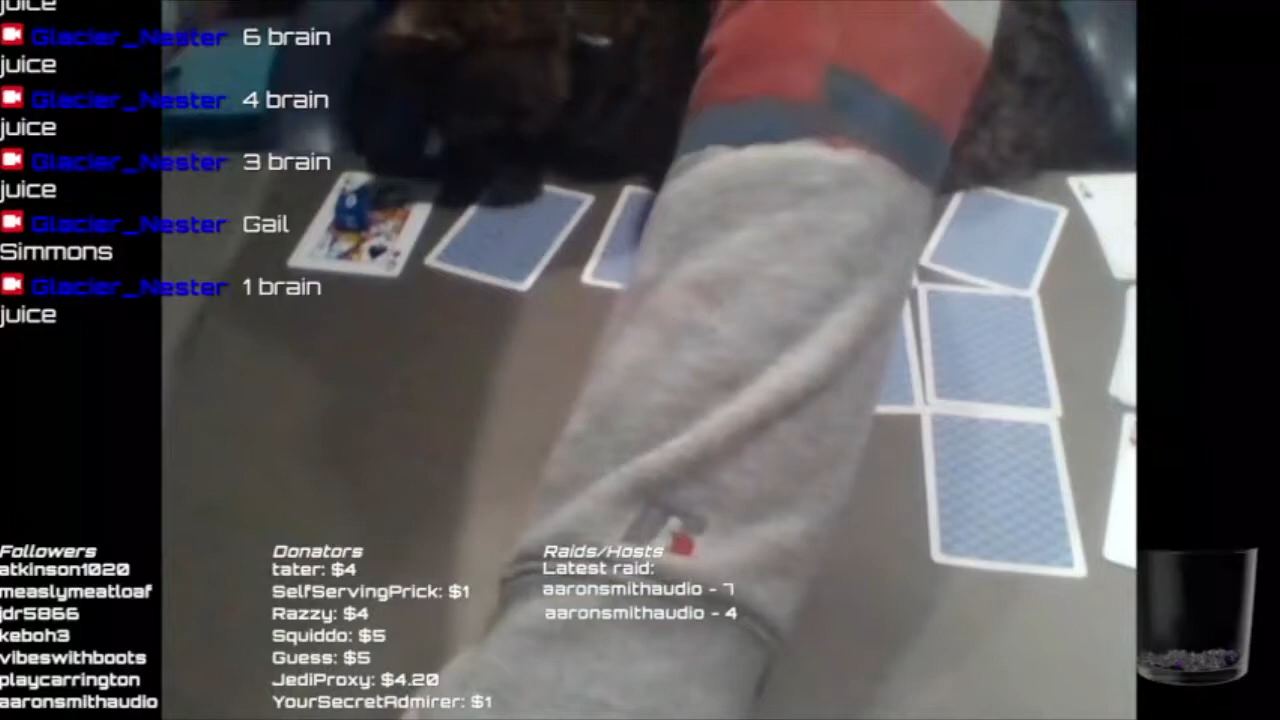 juice
Glacier_Nester 6 brain
juice
Glacier_Nester 4 brain
juice
Glacier_Nester 3 brain
juice
Glacier_Nester Gail
Simmons
Glacier_Nester 1 brain
juice
Followers
atkinson1020
measlymeatloaf
jdr5866
keboh3
vibeswithboots
playcarrington
aaronsmithaudio
Donators
tater: $4
SelfServingPrick: $1
Razzy: $4
Squiddo: $5
Guess: $5
JediProxy: $4.20
YourSecretAdmirer: $1
Raids/Hosts
Latest raid:
aaronsmithaudio - 7
aaronsmithaudio - 4